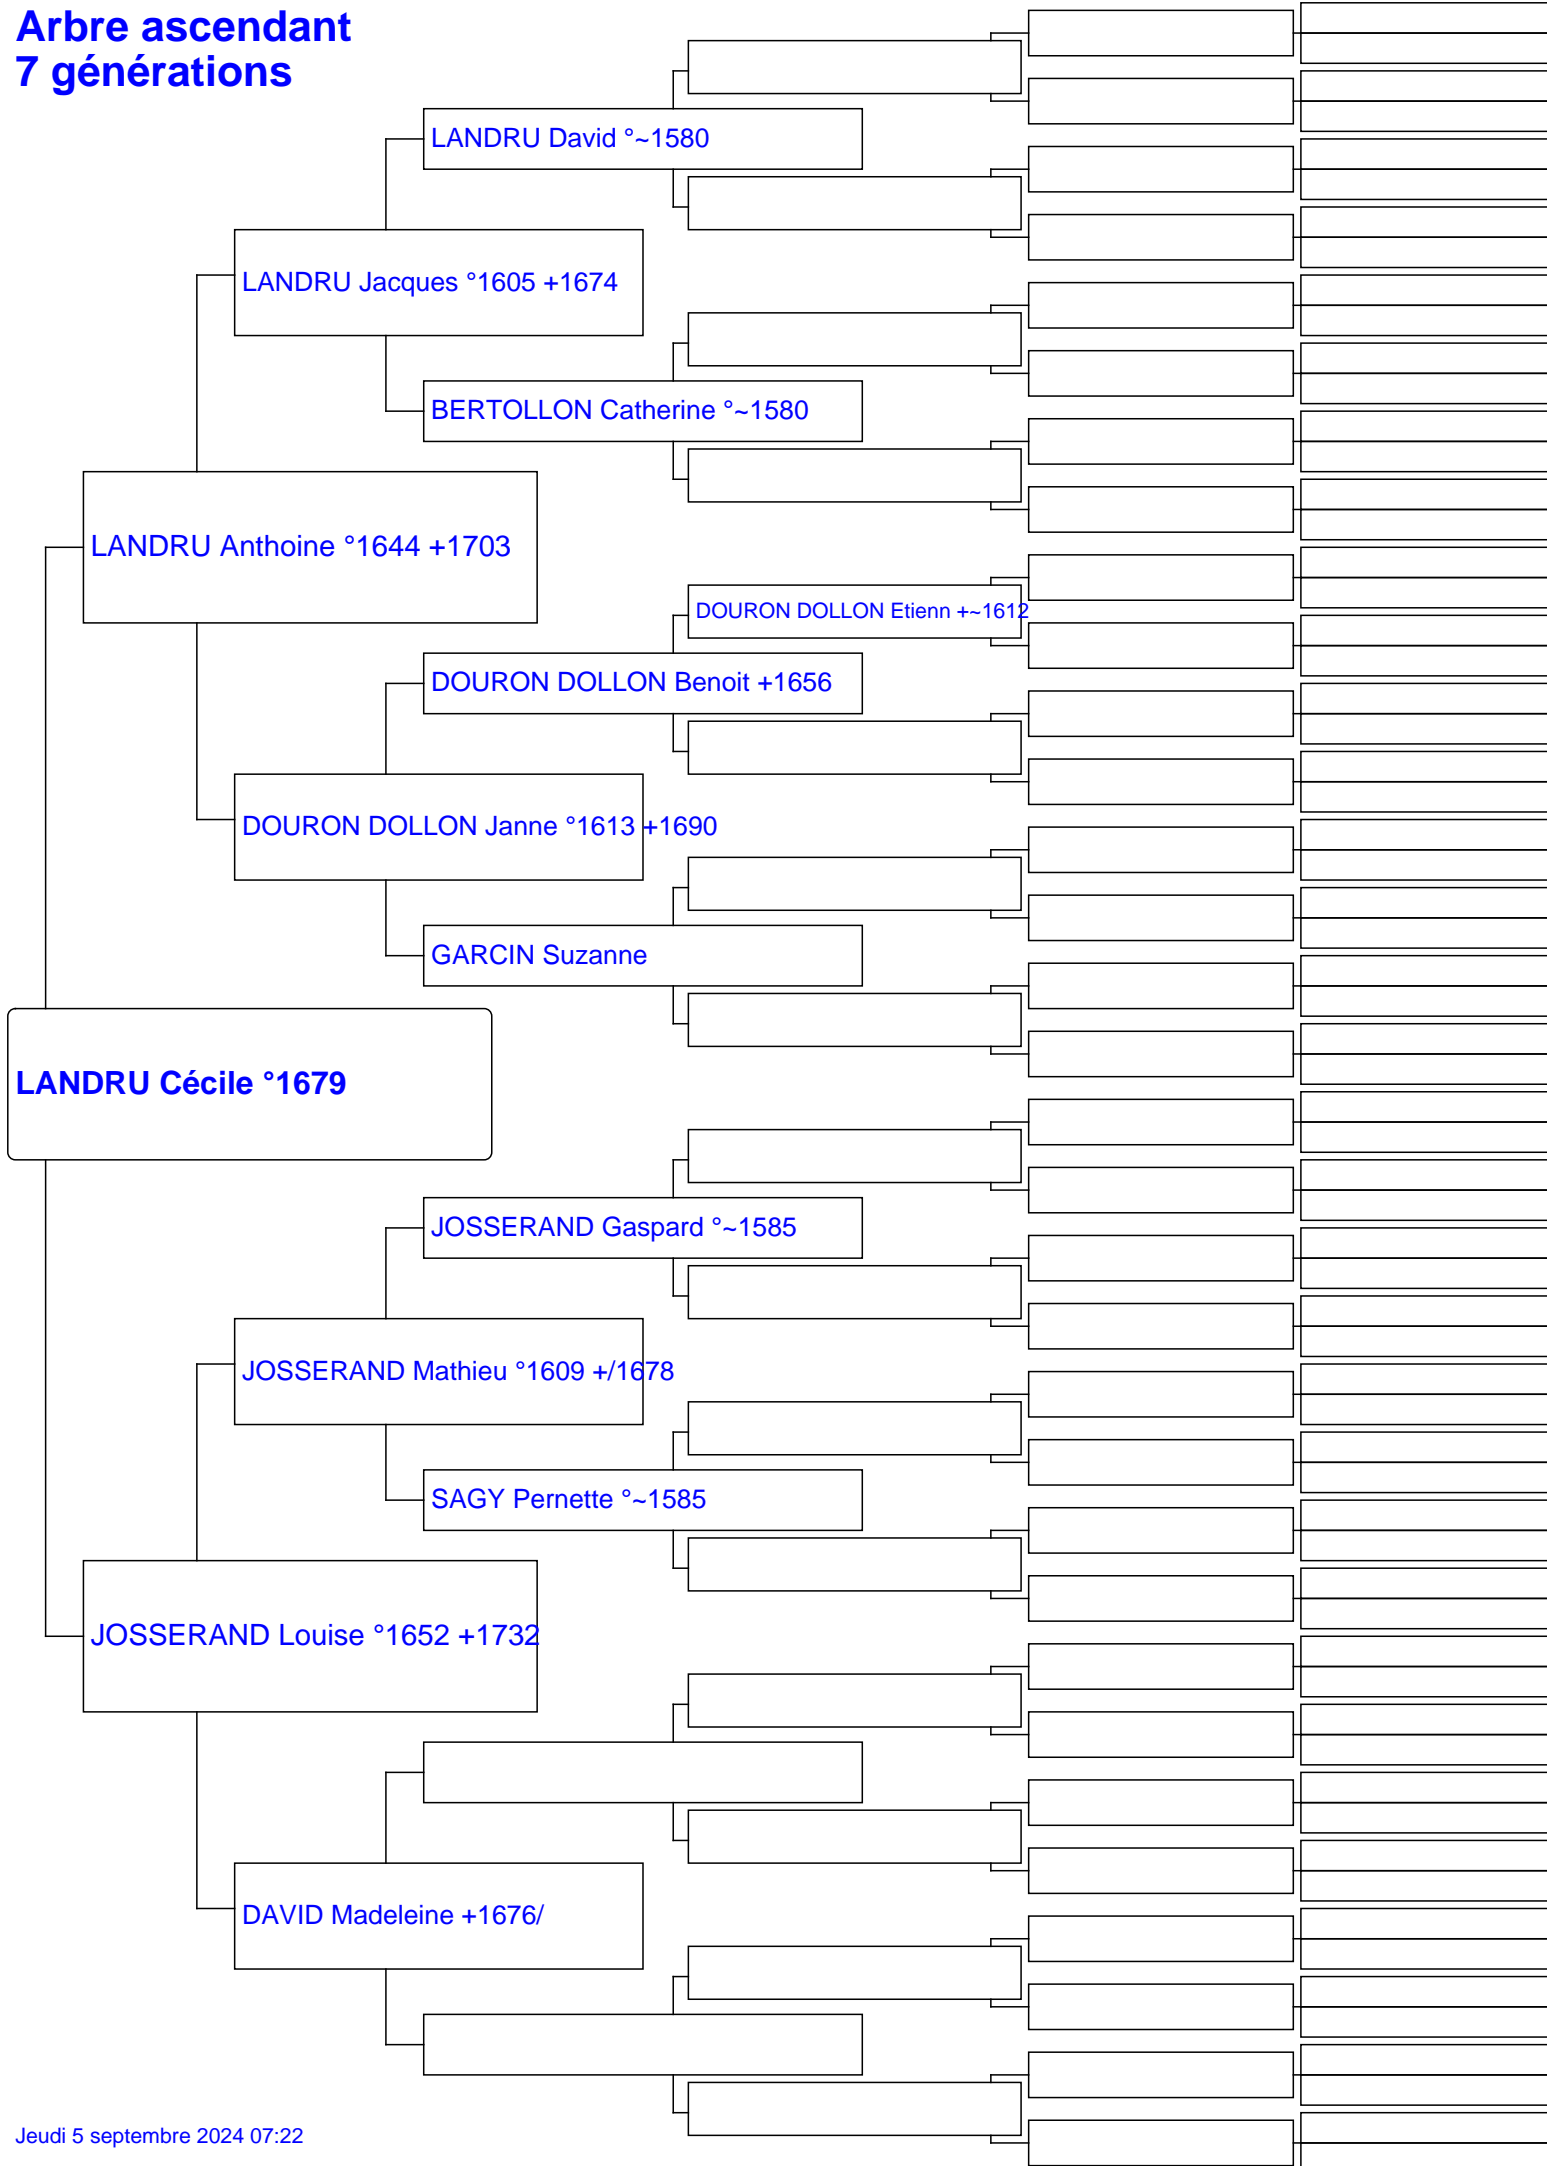 Arbre ascendant
7 générations
LANDRU David °~1580
LANDRU Jacques °1605 +1674
BERTOLLON Catherine °~1580
LANDRU Anthoine °1644 +1703
DOURON DOLLON Etienn +~1612
DOURON DOLLON Benoit +1656
DOURON DOLLON Janne °1613 +1690
GARCIN Suzanne
LANDRU Cécile °1679
JOSSERAND Gaspard °~1585
JOSSERAND Mathieu °1609 +/1678
SAGY Pernette °~1585
JOSSERAND Louise °1652 +1732
DAVID Madeleine +1676/
Jeudi 5 septembre 2024 07:22